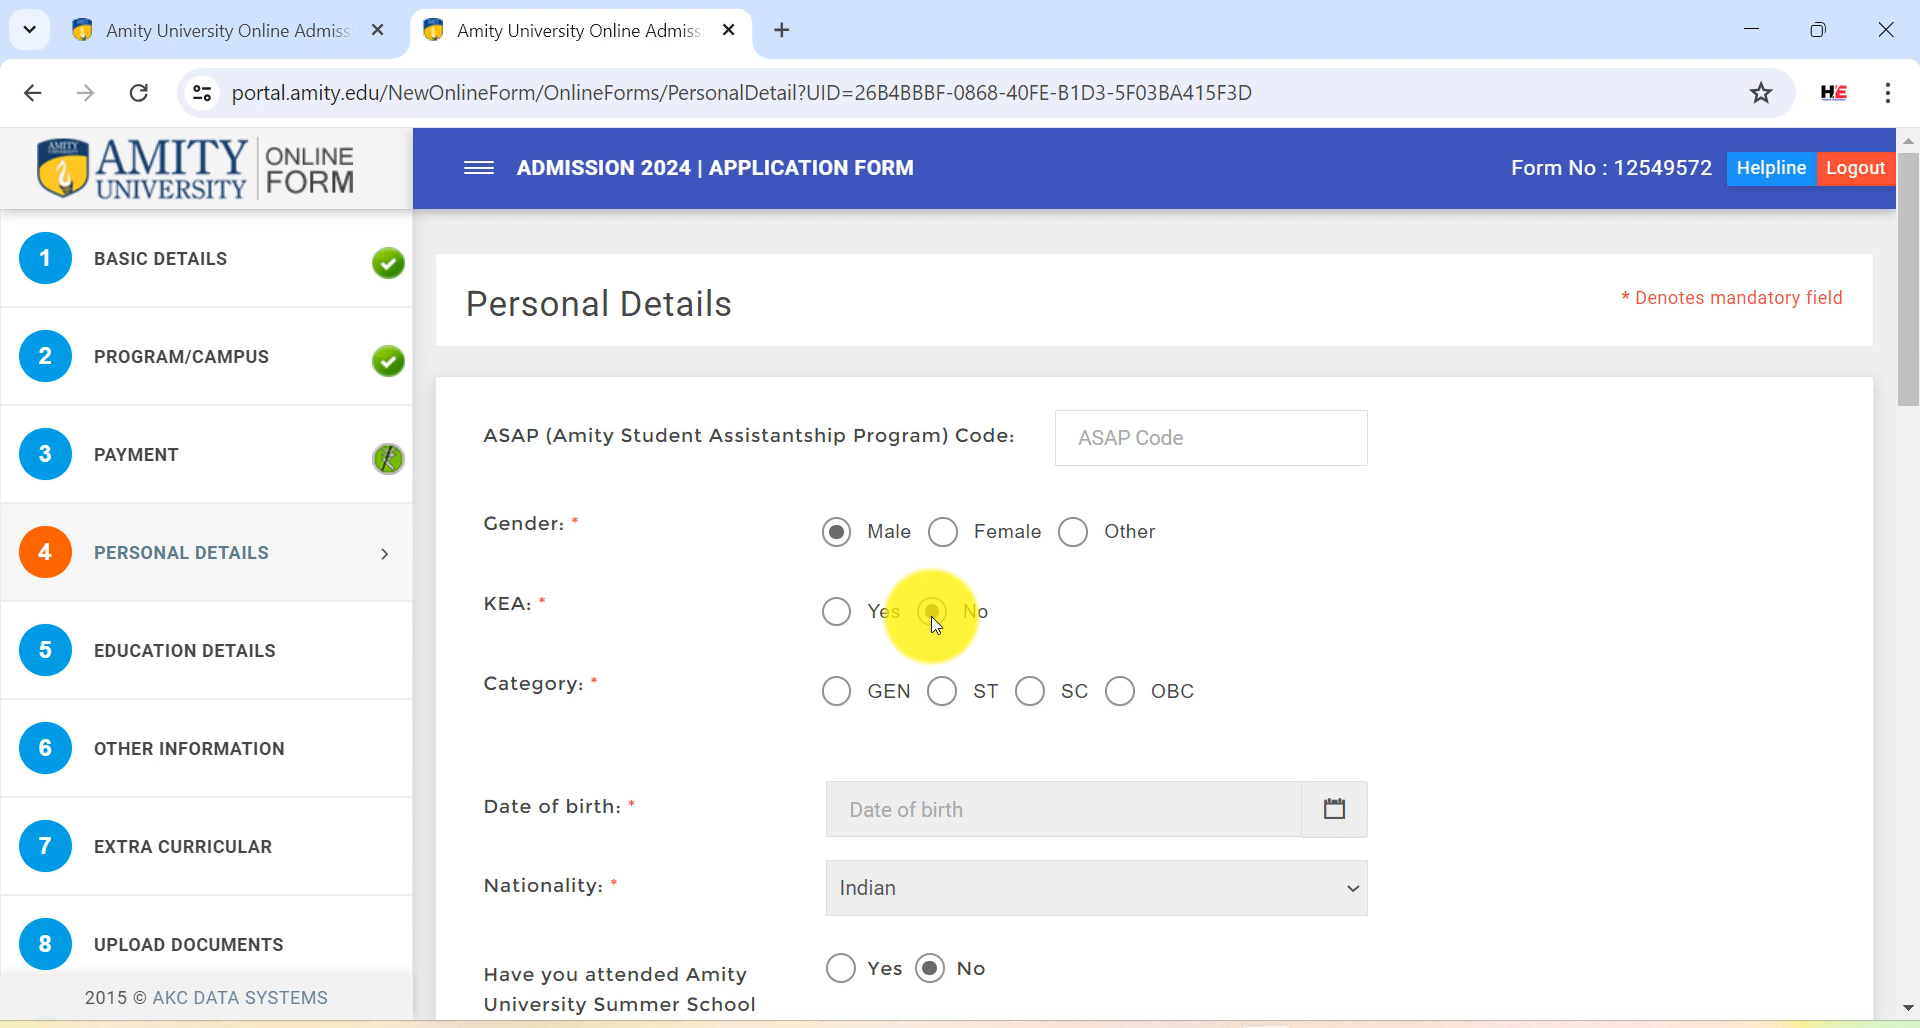 Amity University Online Admiss
Amity University Online Admiss
portal.amity.edu/NewOnlineForm/OnlineForms/PersonalDetail?UID=26B4BBBF-0868-40FE-B1D3-5F03BA415F3D
HE
AMITY
AMITY UNIVERSITY
ONLINE FORM
ADMISSION 2024 | APPLICATION FORM
Form No : 12549572
Helpline
Logout
1 BASIC DETAILS
2 PROGRAM/CAMPUS
3 PAYMENT
4 PERSONAL DETAILS
5 EDUCATION DETAILS
6 OTHER INFORMATION
7 EXTRA CURRICULAR
8 UPLOAD DOCUMENTS
2015 © AKC DATA SYSTEMS
Personal Details
* Denotes mandatory field
ASAP (Amity Student Assistantship Program) Code: ASAP Code
Gender: * Male Female Other
KEA: * Yes No
Category: * GEN ST SC OBC
Date of birth: * Date of birth
Nationality: * Indian
Have you attended Amity Yes No
University Summer School